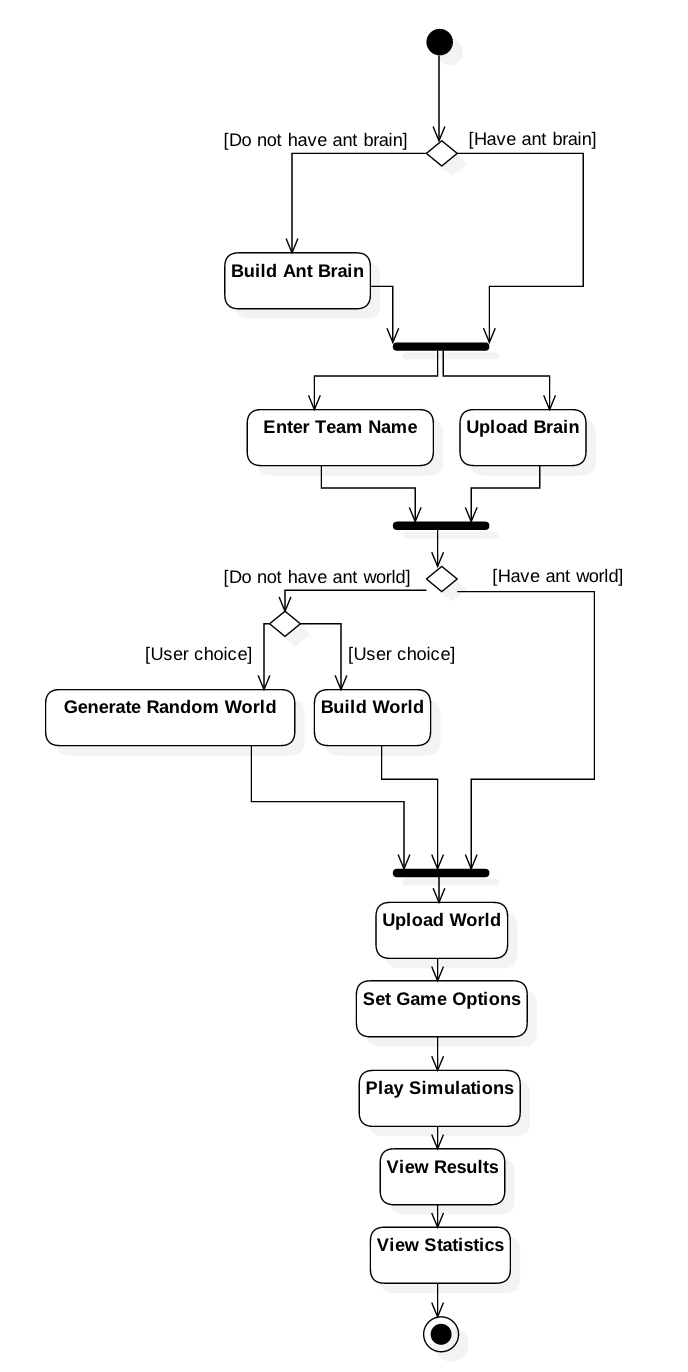 [Do not have ant brain]
[Have ant brain]
Build Ant Brain
Enter Team Name
Upload Brain
[Do not have ant world]
[Have ant world]
[User choice]
[User choice]
Generate Random World
Build World
Upload World
Set Game Options
Play Simulations
View Results
View Statistics